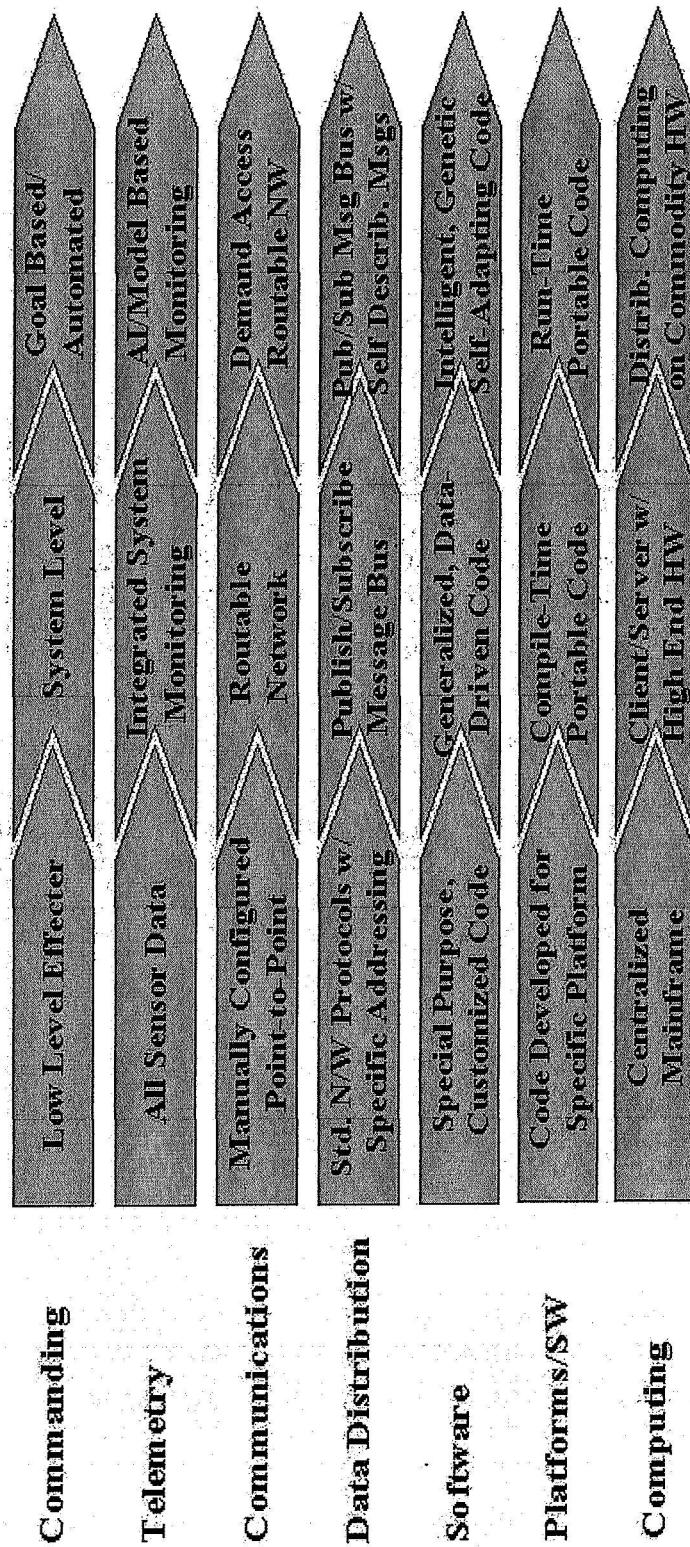 Commanding
Low Level Effecter
System Level
Goal Based/
Automated
Telemetry
All Sensor Data
Integrated System
Monitoring
AI/Model Based
Monitoring
Communications
Manually Configured
Point-to-Point
Routable
Network
Demand Access
Routable NW
Data Distribution
Std. N/W Protocols w/
Specific Addressing
Publish/Subscribe
Message Bus
Pub/Sub Msg Bus w/
Self Describ. Msgs
Software
Special Purpose,
Customized Code
Generalized, Data-
Driven Code
Intelligent, Genetic
Self-Adapting Code
Platforms/SW
Code Developed for
Specific Platform
Compile-Time
Portable Code
Run-Time
Portable Code
Computing
Centralized
Mainframe
Client/Server w/
High End HW
Distrib. Computing
on Commodity HW